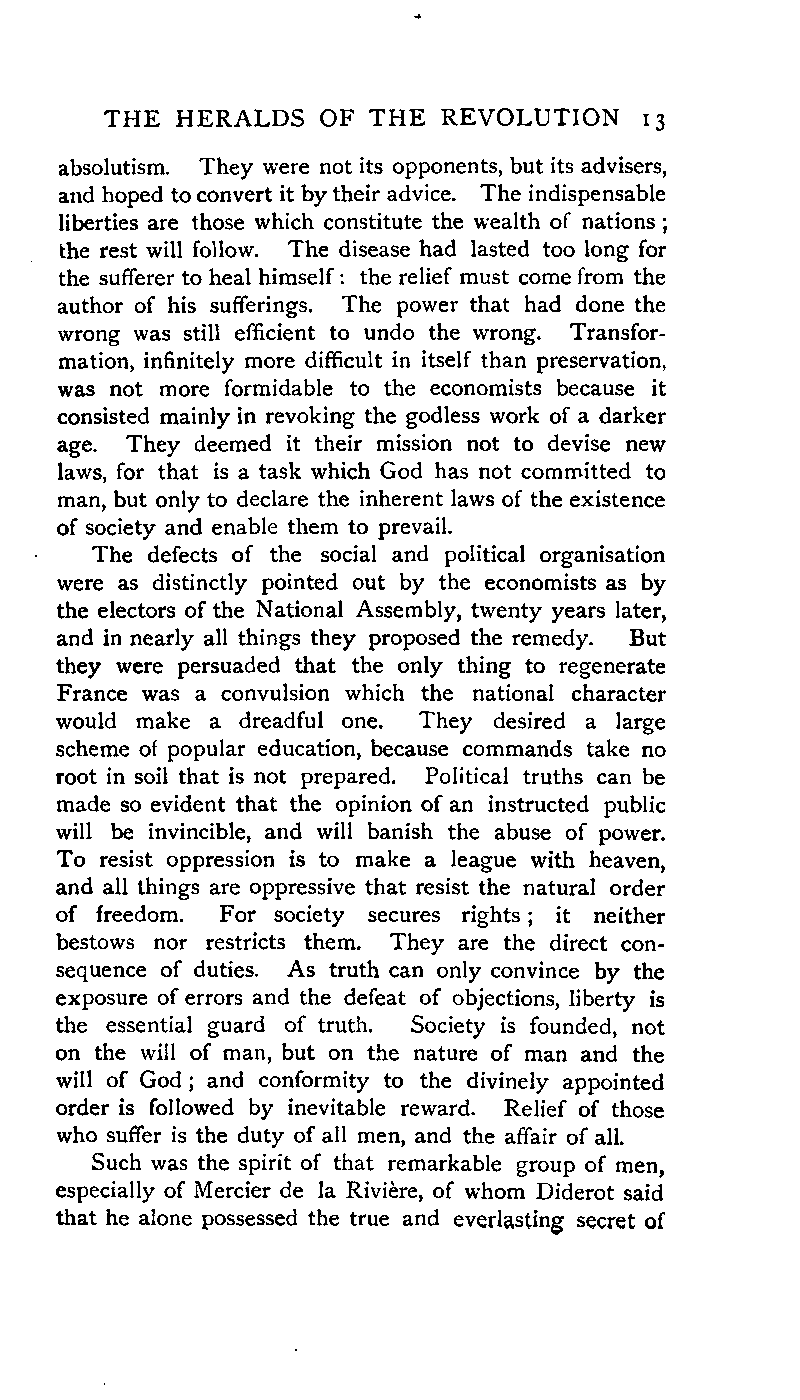 THE HERALDS OF THE REVOLUTION 13
absolutism. They were not its opponents, but its advisers,
and hoped to convert it by their advice. The indispensable
liberties are those which constitute the wealth of nations ;
the rest will follow. The disease had lasted too long for
the sufferer to heal himself : the relief must come from the
author of his sufferings. The power that had done the
wrong was still efficient to undo the wrong. Transfor-
mation, infinitely more difficult in itself than preservation,
was not more formidable to the economists because it
consisted mainly in revoking the godless work of a darker
age. They deemed it their mission not to devise new
laws, for that is a task which God has not committed to
man, but only to declare the inherent laws of the existence
of society and enable them to prevail.
The defects of the social and political organisation
were as distinctly pointed out by the economists as by
the electors of the National Assembly, twenty years later,
and in nearly all things they proposed the remedy. But
they were persuaded that the only thing to regenerate
France was a convulsion which the national character
would make a dreadful one. They desired a large
scheme of popular education, because commands take no
root in soil that is not prepared. Political truths can be
made so evident that the opinion of an instructed public
will be invincible, and will banish the abuse of power.
To resist oppression is to make a league with heaven,
and all things are oppressive that resist the natural order
of freedom. For society secures rights ; it neither
bestows nor restricts them. They are the direct con-
sequence of duties. As truth can only convince by the
exposure of errors and the defeat of objections, liberty is
the essential guard of truth. Society is founded, not
on the will of man, but on the nature of man and the
will of God ; and conformity to the divinely appointed
order is followed by inevitable reward. Relief of those
who suffer is the duty of all men, and the affair of all.
Such was the spirit of that remarkable group of men,
especially of Mercier de la Rivière, of whom Diderot said
that he alone possessed the true and everlasting secret of